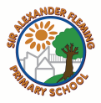 SIR ALEXANDER FLEMING
PRIMARY SCHOOL